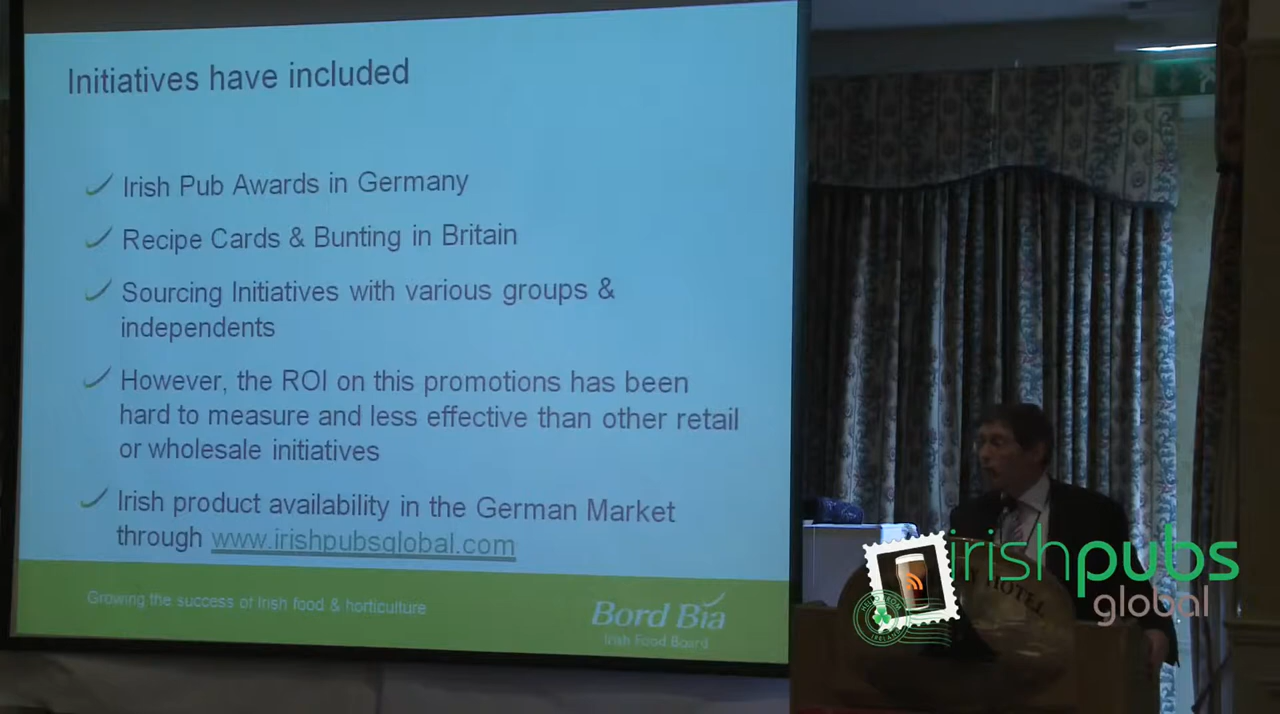 Initiatives have included
Irish Pub Awards in Germany
Recipe Cards & Bunting in Britain
Sourcing Initiatives with various groups &
independents
However, the ROI on this promotions has been
hard to measure and less effective than other retail
or wholesale initiatives
Irish product availability in the German Market
through www.irishpubsglobal.com
Growing the success of Irish food & horticulture
Bord Bia
Irish Food Board
irishpubs
global
HOTEL
IRELAND